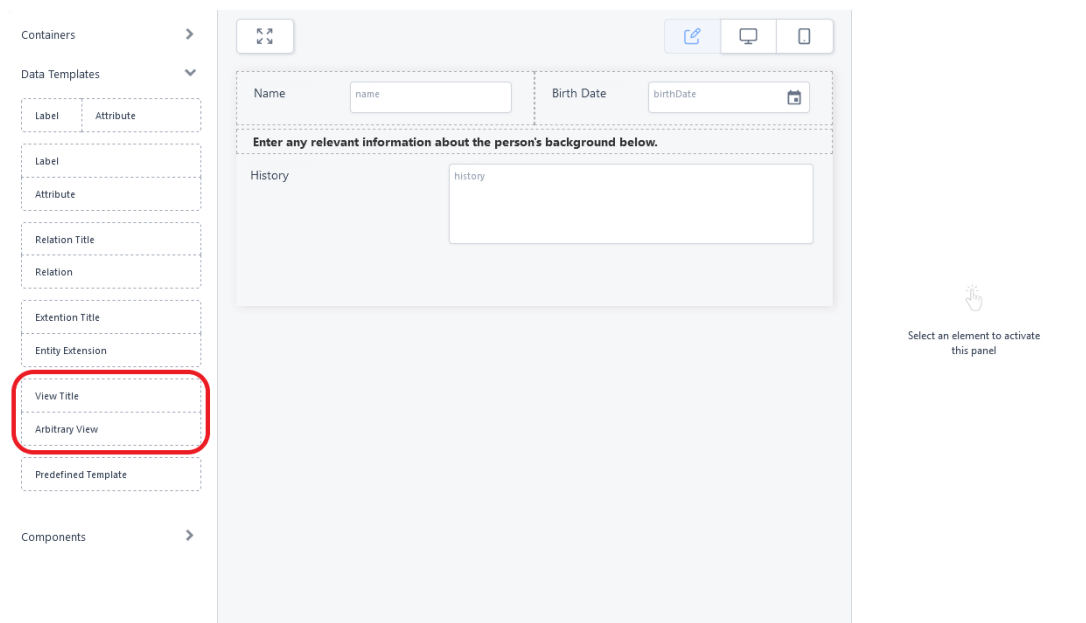 Containers
Data Templates
Label Attribute
Label
Attribute
Relation Title
Relation
Extention Title
Entity Extension
View Title
Arbitrary View
Predefined Template
Components
Name name Birth Date birthDate
Enter any relevant information about the person's background below.
History history
Select an element to activate
this panel